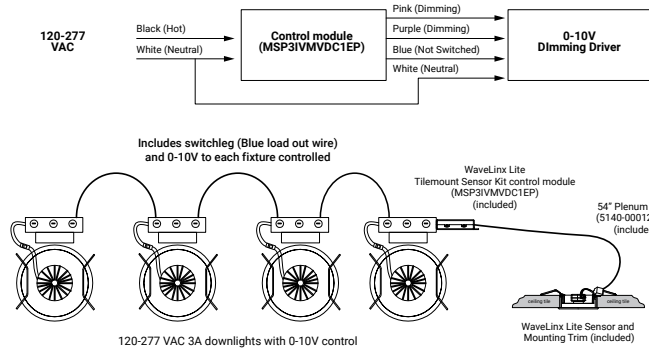 120-277
VAC
Black (Hot)
White (Neutral)
Control module
(MSP3IVMVDC1EP)
Pink (Dimming)
Purple (Dimming)
Blue (Not Switched)
White (Neutral)
0-10V
DImming Driver
Includes switchleg (Blue load out wire)
and 0-10V to each fixture controlled
WaveLinx Lite
Tilemount Sensor Kit control module
(MSP3IVMVDC1EP)
(included)
54" Plenum
(5140-00012
(include
ceiling tile
ceiling tile
WaveLinx Lite Sensor and
Mounting Trim (included)
120-277 VAC 3A downlights with 0-10V control